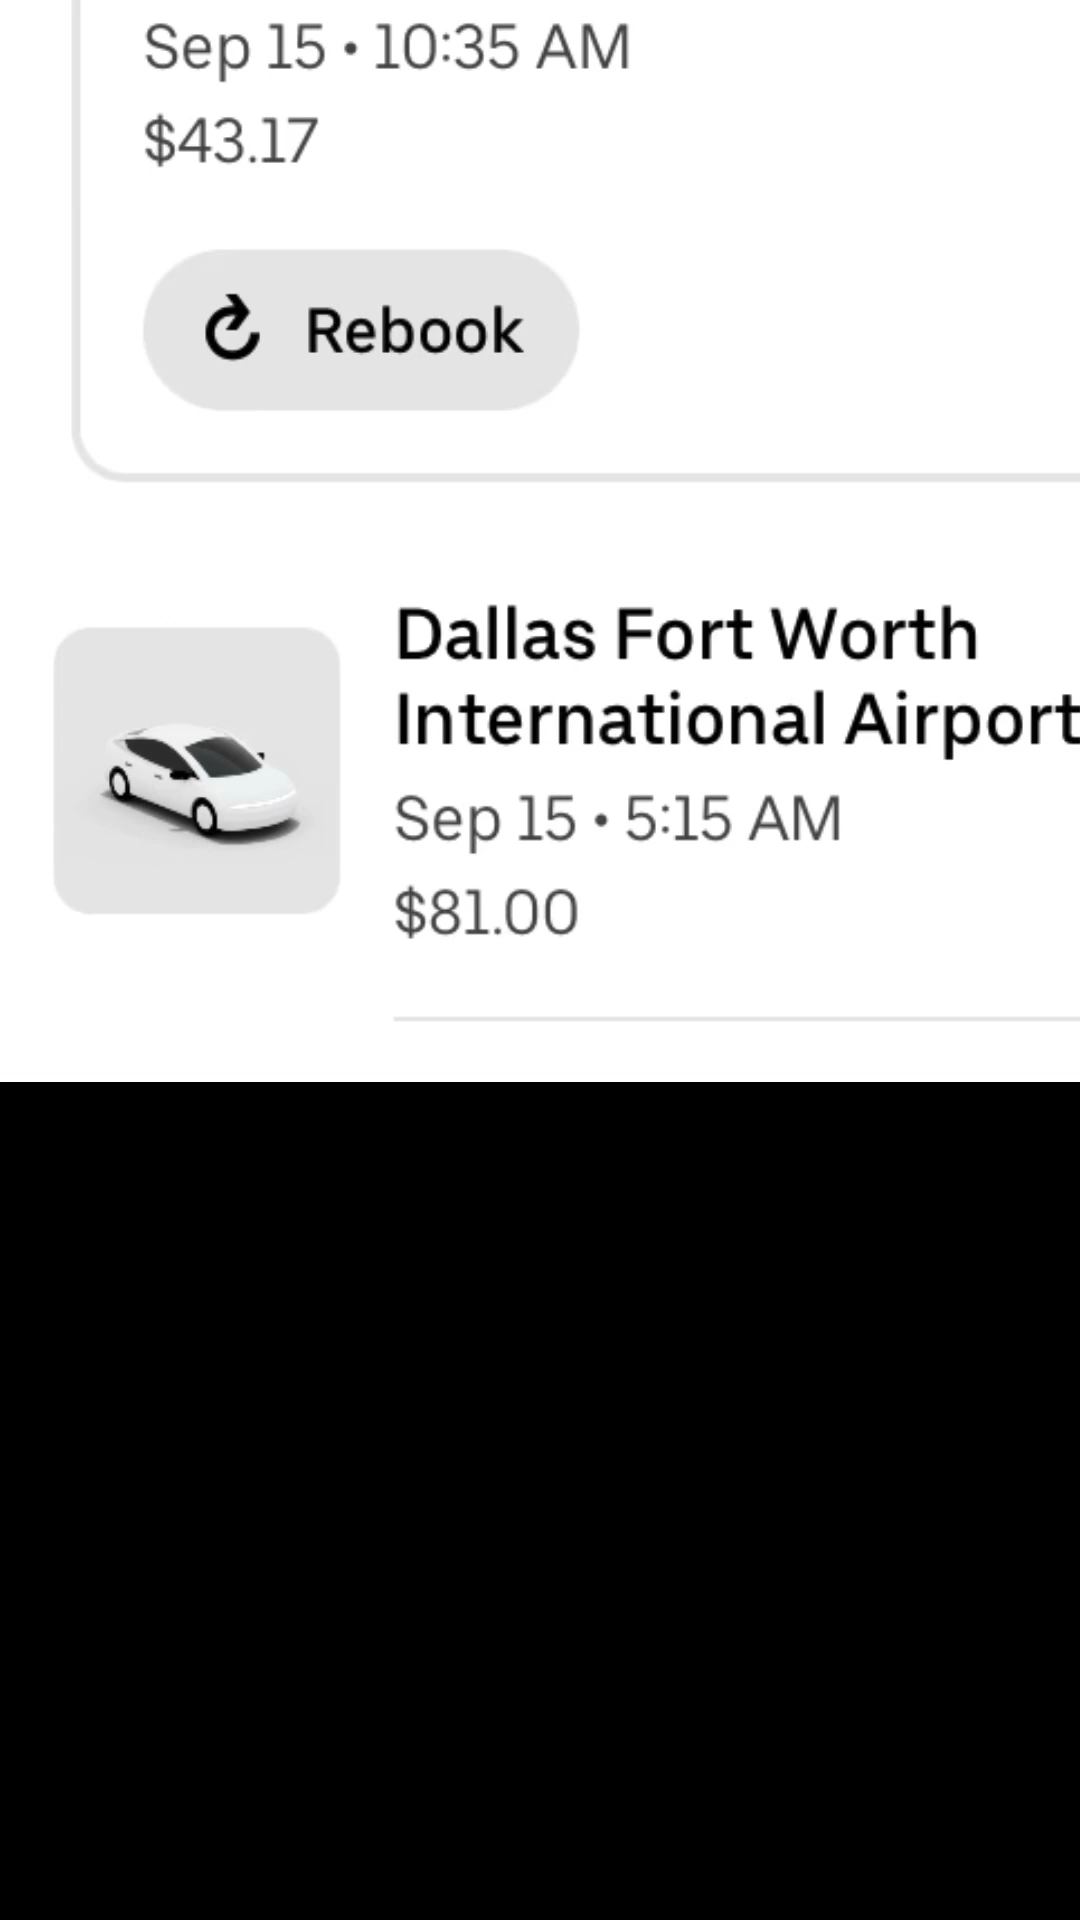 Sep 15 • 10:35 AM
$43.17
Rebook
Dallas Fort Worth
International Airport
Sep 15 • 5:15 AM
$81.00